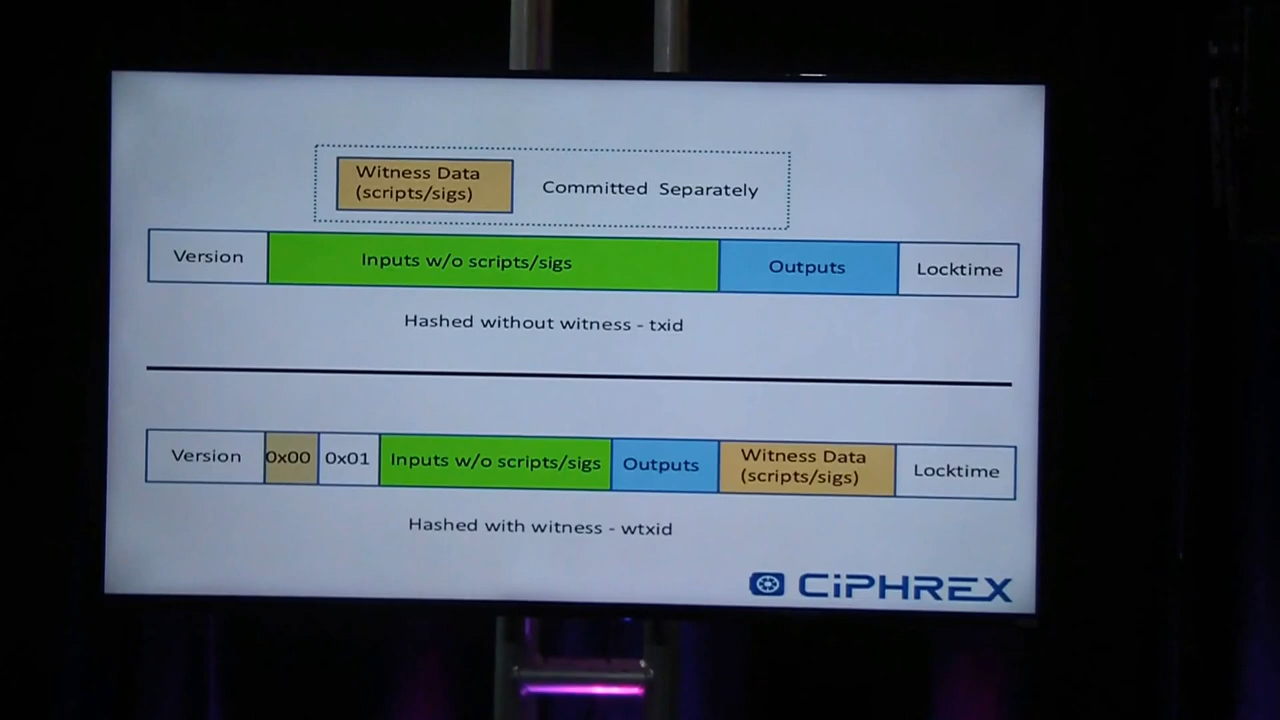 Witness Data
(scripts/sigs)
Committed Separately
Version
Inputs w/o scripts/sigs
Outputs
Locktime
Hashed without witness - txid
Version
0x00
0x01
Inputs w/o scripts/sigs
Outputs
Witness Data
(scripts/sigs)
Locktime
Hashed with witness - wtxid
CiPHREX